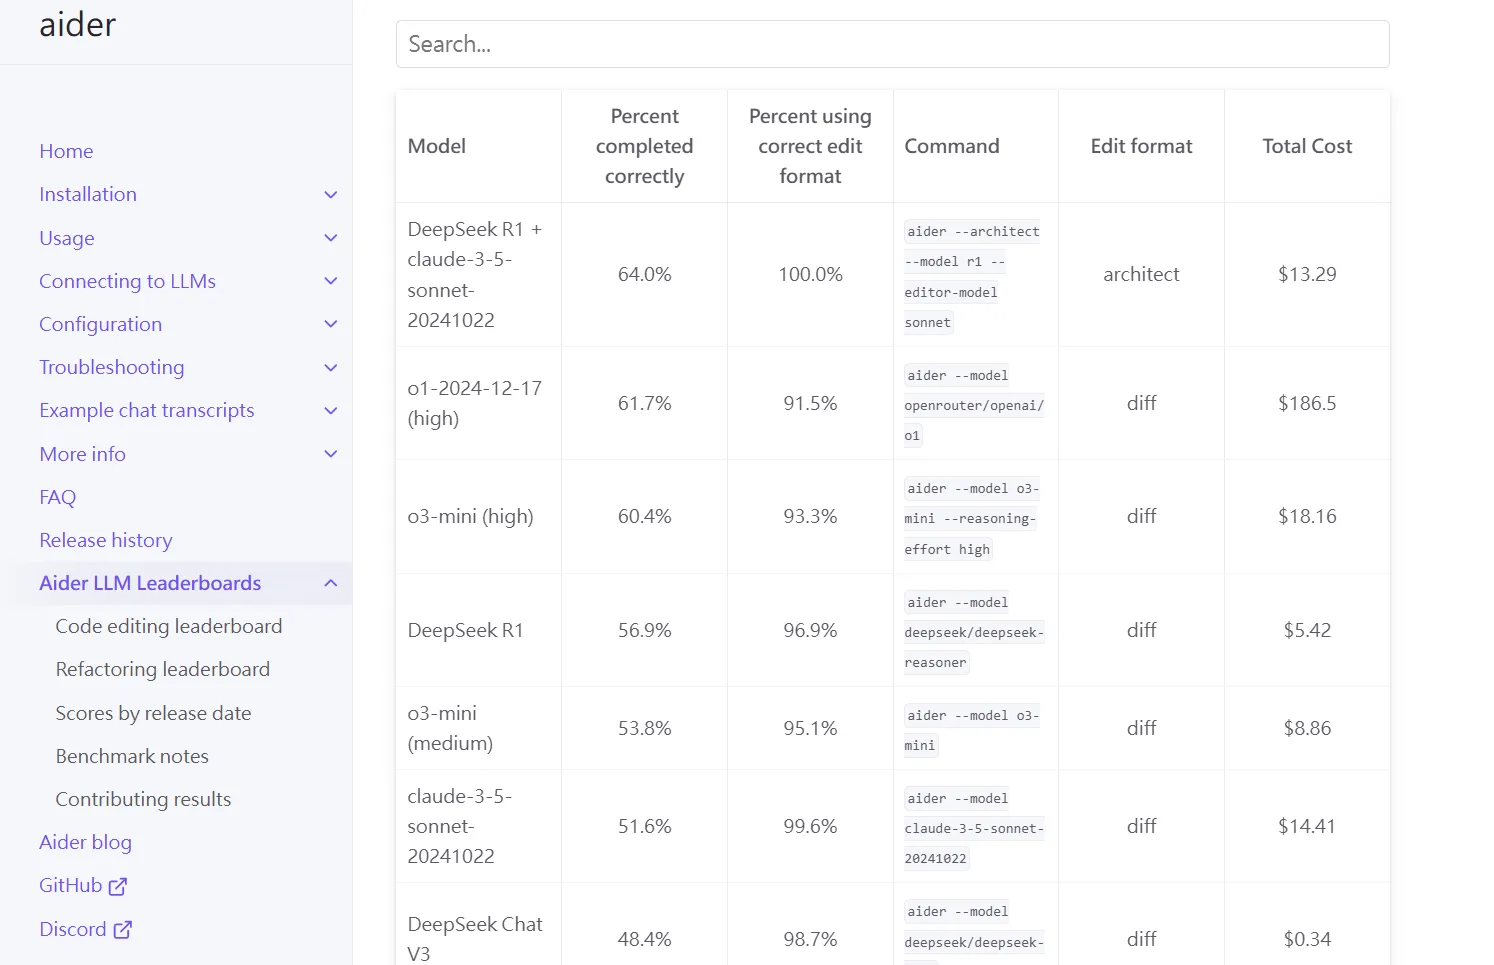 aider
Home
Installation
Usage
Connecting to LLMs
Configuration
Troubleshooting
Example chat transcripts
More info
FAQ
Release history
Aider LLM Leaderboards
Code editing leaderboard
Refactoring leaderboard
Scores by release date
Benchmark notes
Contributing results
Aider blog
GitHub
Discord
Search...
Model
Percent
completed
correctly
Percent using
correct edit
format
Command
Edit format
Total Cost
DeepSeek R1 +
claude-3-5-
sonnet-
20241022
64.0%
100.0%
aider --architect
--model r1 --
editor-model
sonnet
architect
$13.29
o1-2024-12-17
(high)
61.7%
91.5%
aider --model
openrouter/openai/
o1
diff
$186.5
o3-mini (high)
60.4%
93.3%
aider --model o3-
mini --reasoning-
effort high
diff
$18.16
DeepSeek R1
56.9%
96.9%
aider --model
deepseek/deepseek-
reasoner
diff
$5.42
o3-mini
(medium)
53.8%
95.1%
aider --model o3-
mini
diff
$8.86
claude-3-5-
sonnet-
20241022
51.6%
99.6%
aider --model
claude-3-5-sonnet-
20241022
diff
$14.41
DeepSeek Chat
V3
48.4%
98.7%
aider --model
deepseek/deepseek-
diff
$0.34